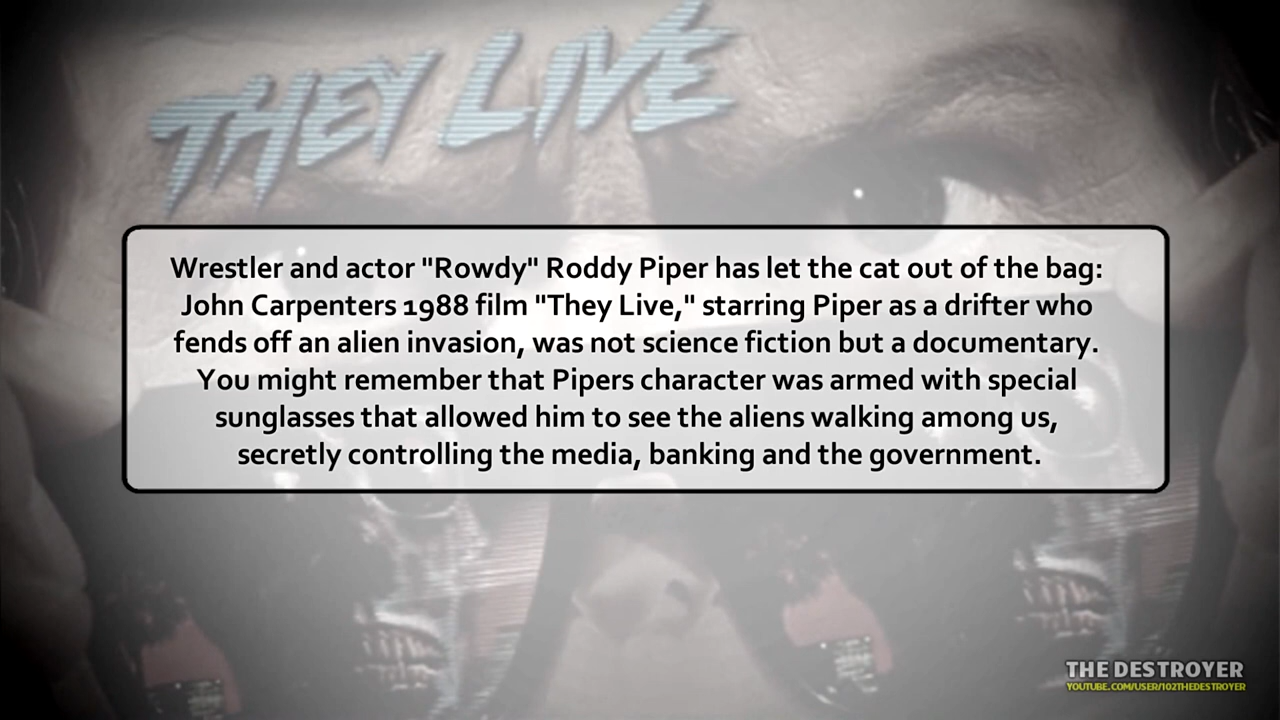 THEY LIVE
Wrestler and actor "Rowdy" Roddy Piper has let the cat out of the bag:
John Carpenters 1988 film "They Live," starring Piper as a drifter who
fends off an alien invasion, was not science fiction but a documentary.
You might remember that Pipers character was armed with special
sunglasses that allowed him to see the aliens walking among us,
secretly controlling the media, banking and the government.
THE DESTROYER
YOUTUBE.COM/USER/102THEDESTROYER